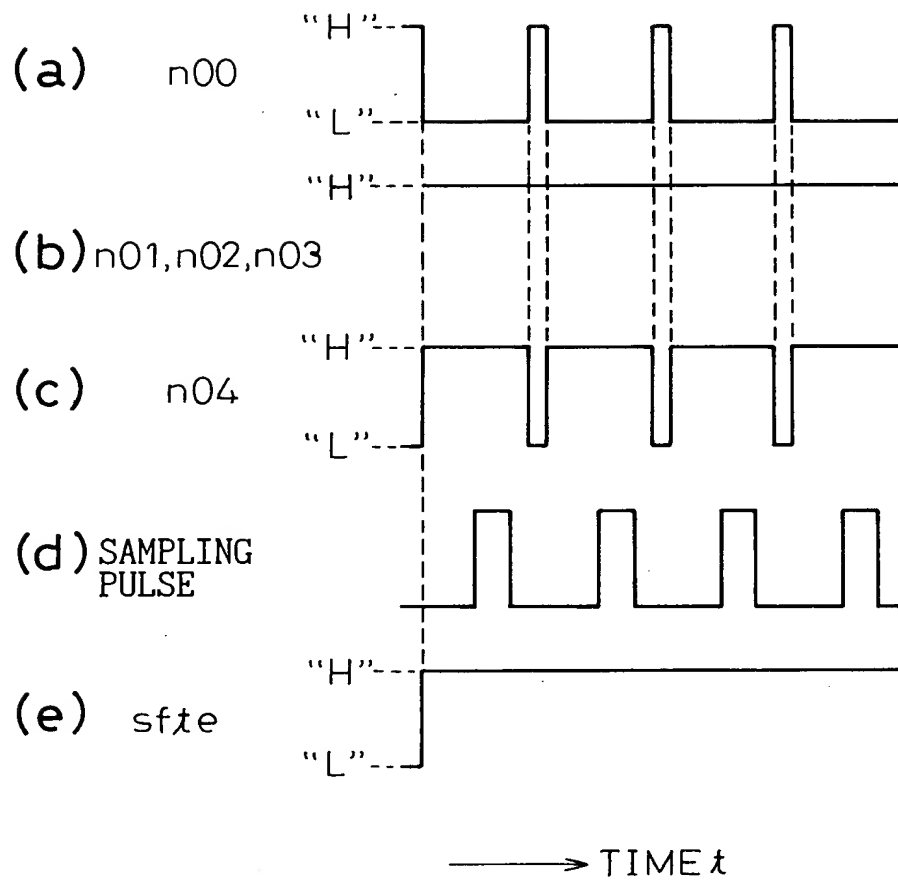 “H”
(a) n00
“L”
“H”
(b) n01,n02,n03
“H”
(c) n04
“L”
(d) SAMPLING
PULSE
“H”
(e) sfte
“L”
TIME t